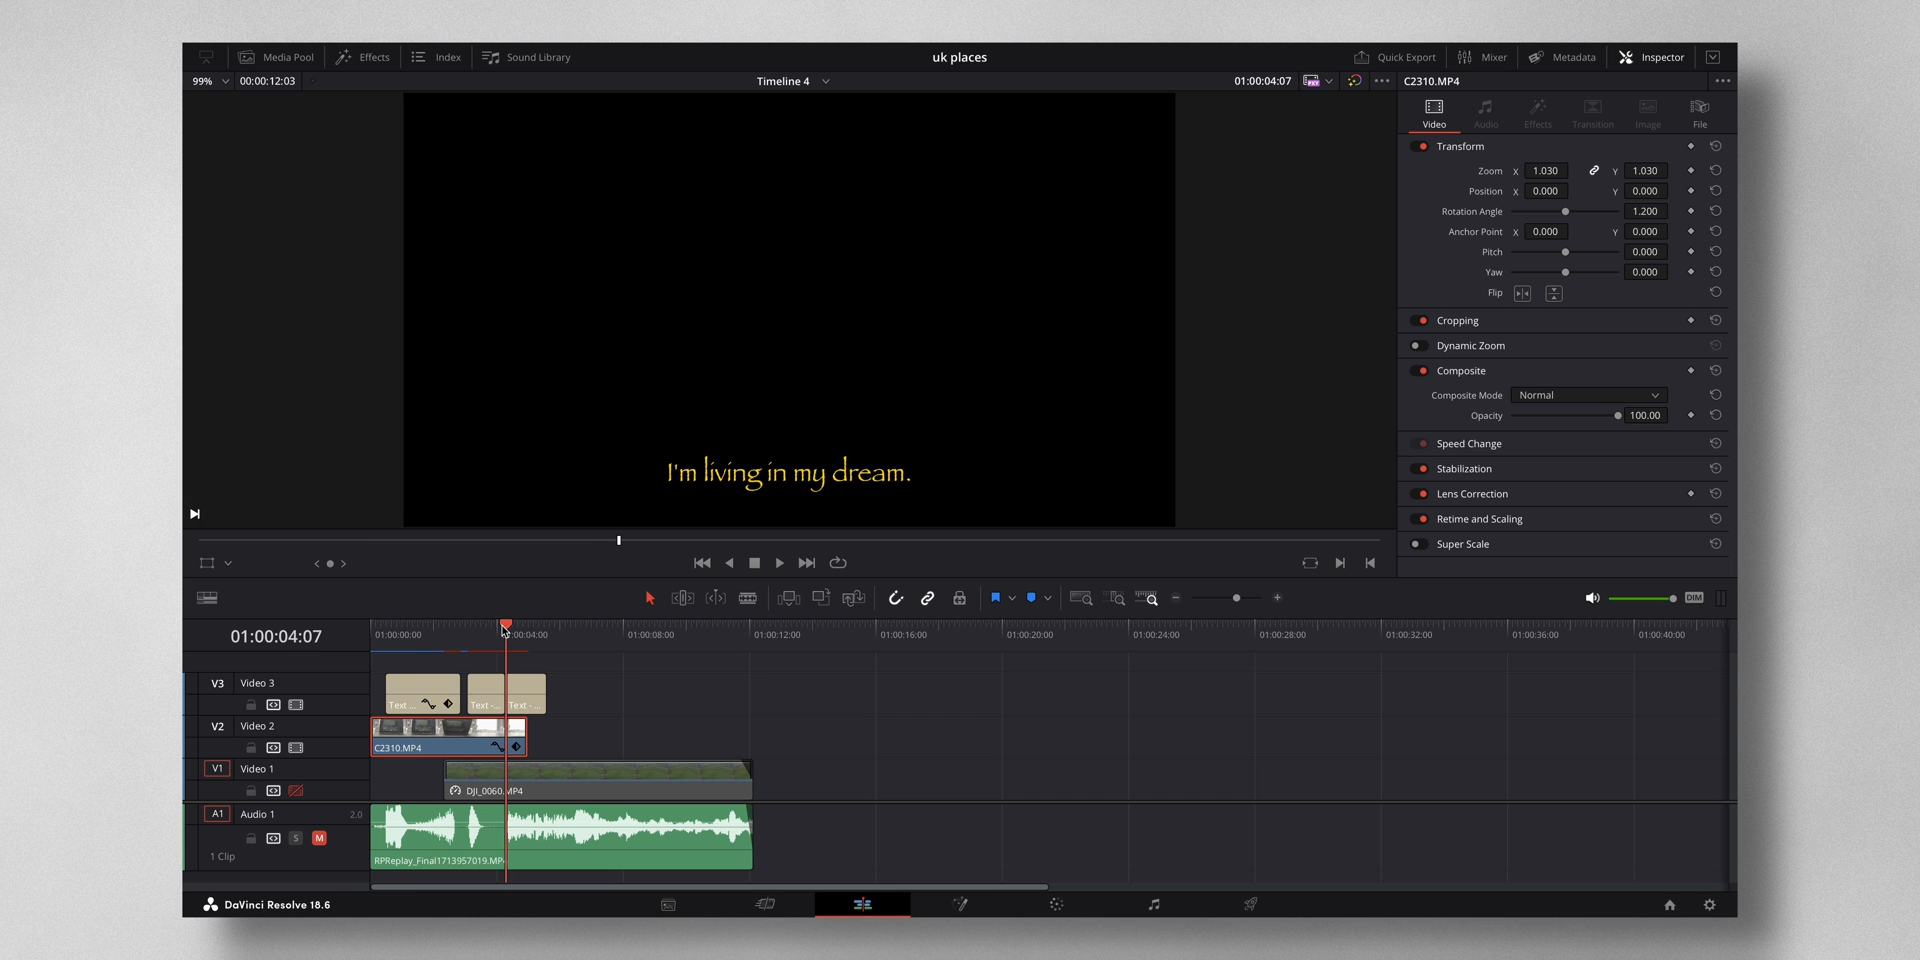 Media Pool Effects Index Sound Library uk places Quick Export Mixer Metadata Inspector
99% 00:00:12:03 Timeline 4 01:00:04:07 C2310.MP4
Video Audio Effects Transition Image File
Transform
Zoom X 1.030 Y 1.030
Position X 0.000 Y 0.000
Rotation Angle 1.200
Anchor Point X 0.000 Y 0.000
Pitch 0.000
Yaw 0.000
Flip
Cropping
Dynamic Zoom
Composite
Composite Mode Normal
Opacity 100.00
Speed Change
Stabilization
Lens Correction
Retime and Scaling
Super Scale
I'm living in my dream.
DIM
01:00:04:07
01:00:00:00 :00:04:00 01:00:08:00 01:00:12:00 01:00:16:00 01:00:20:00 01:00:24:00 01:00:28:00 01:00:32:00 01:00:36:00 01:00:40:00
V3 Video 3
Text ... Text -... Text - ...
V2 Video 2
C2310.MP4
V1 Video 1
DJI_0060.MP4
A1 Audio 1 2.0
S M
1 Clip
RPReplay_Final1713957019.MP
DaVinci Resolve 18.6